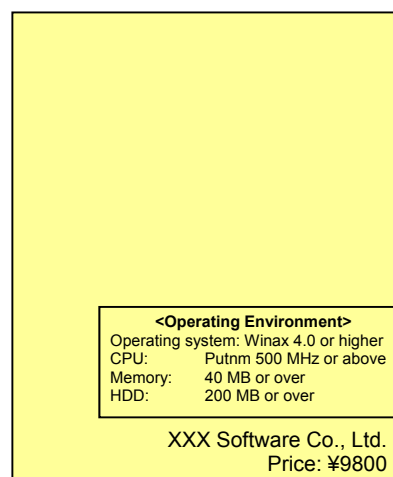 <Operating Environment>
Operating system: Winax 4.0 or higher
CPU: Putnm 500 MHz or above
Memory: 40 MB or over
HDD: 200 MB or over
XXX Software Co., Ltd.
Price: ¥9800